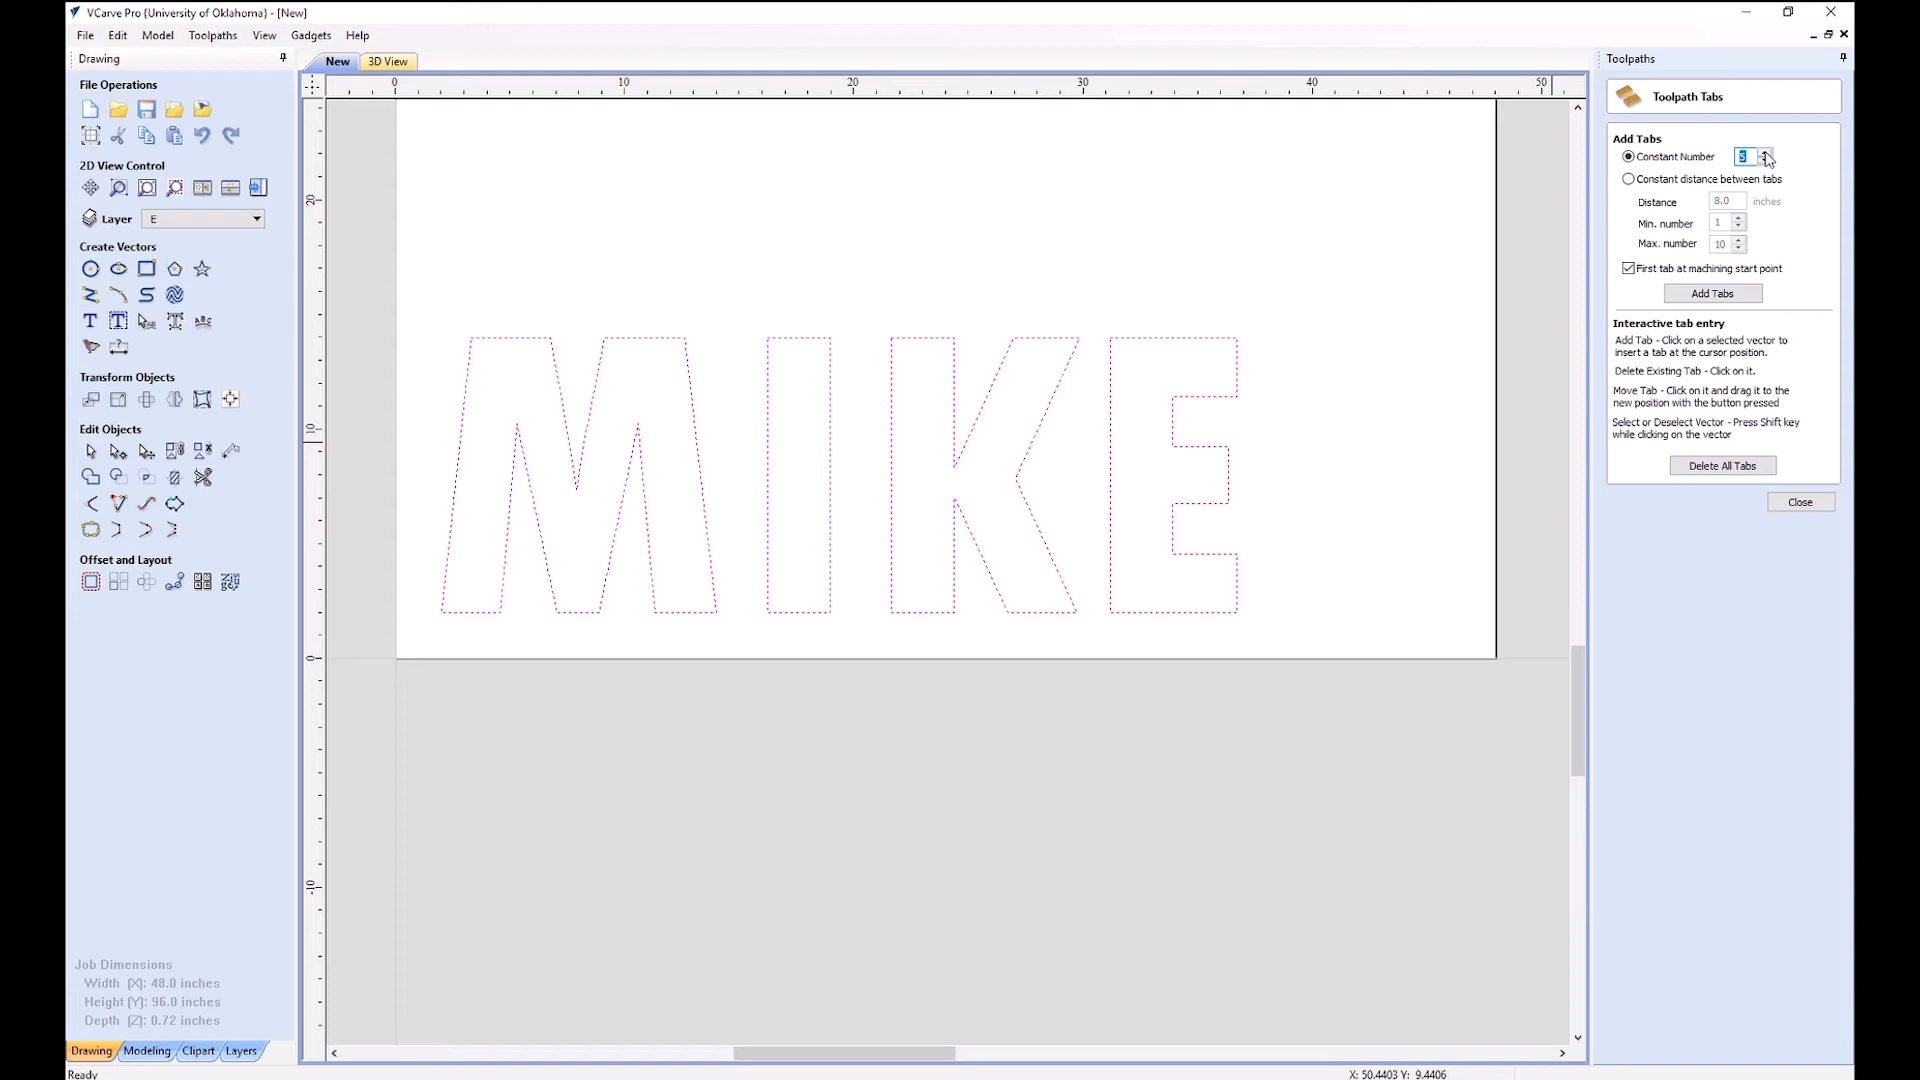 VCarve Pro {University of Oklahoma} - [New]
File Edit Model Toolpaths View Gadgets Help
Drawing
File Operations
2D View Control
Layer E
Create Vectors
Transform Objects
Edit Objects
Offset and Layout
Job Dimensions
Width (X): 48.0 inches
Height (Y): 96.0 inches
Depth (Z): 0.72 inches
Drawing Modeling Clipart Layers
Ready
New 3D View
0 10 20 30 40 50
20
10
0
-10
MIKE
X: 50.4403 Y: 9.4406
Toolpaths
Toolpath Tabs
Add Tabs
Constant Number 5
Constant distance between tabs
Distance 8.0 inches
Min. number 1
Max. number 10
First tab at machining start point
Add Tabs
Interactive tab entry
Add Tab - Click on a selected vector to
insert a tab at the cursor position.
Delete Existing Tab - Click on it.
Move Tab - Click on it and drag it to the
new position with the button pressed
Select or Deselect Vector - Press Shift key
while clicking on the vector
Delete All Tabs
Close